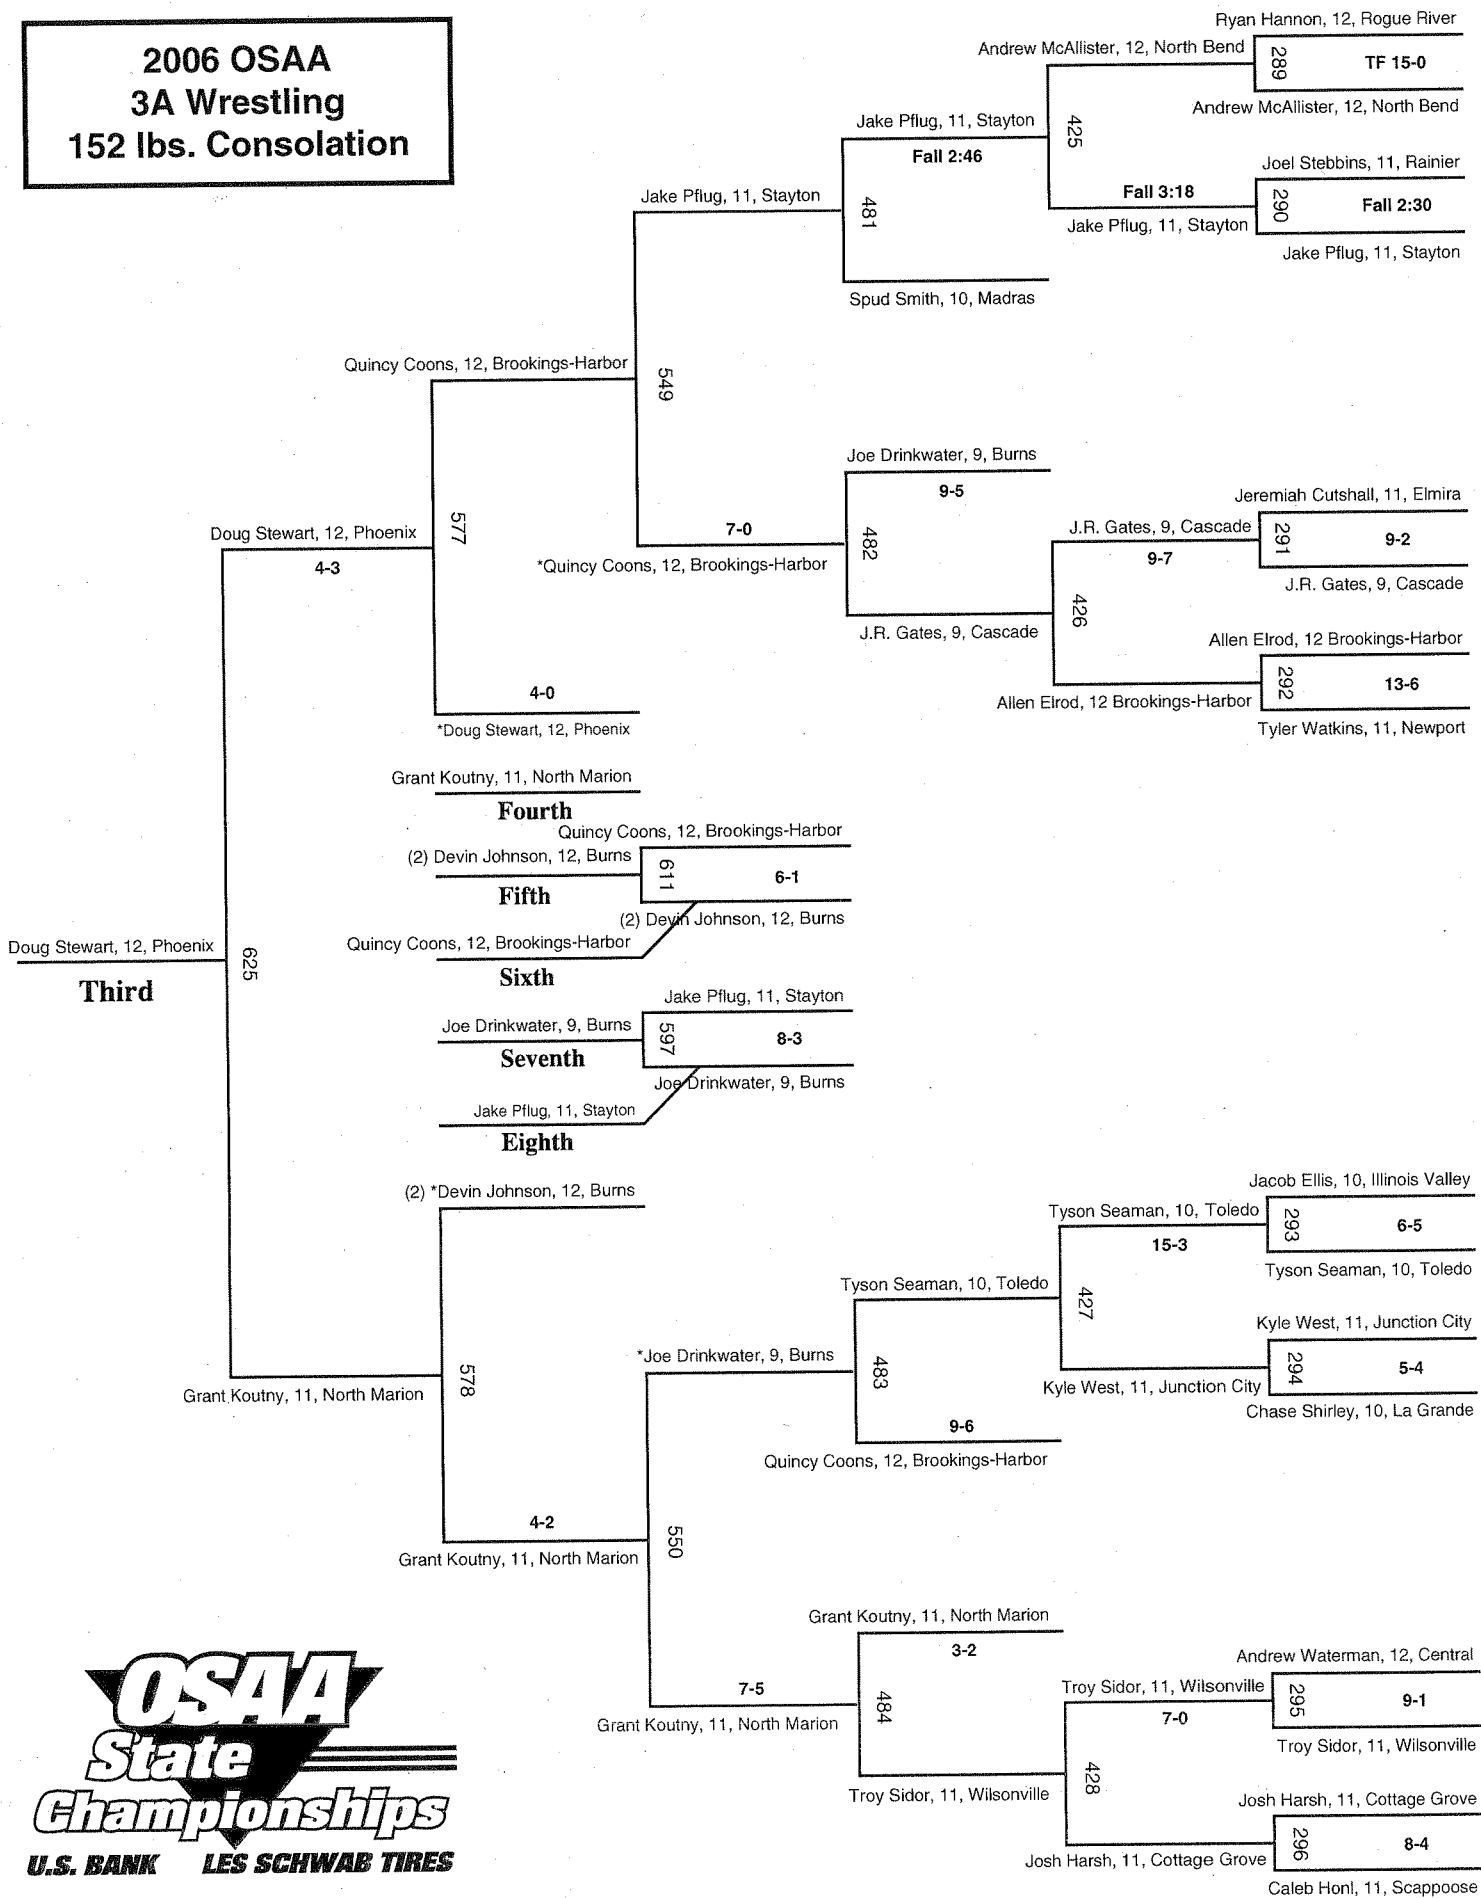 2006 OSAA
3A Wrestling
152 lbs. Consolation
Ryan Hannon, 12, Rogue River
Andrew McAllister, 12, North Bend
289
TF 15-0
Andrew McAllister, 12, North Bend
Jake Pflug, 11, Stayton
425
Fall 2:46
Joel Stebbins, 11, Rainier
Jake Pflug, 11, Stayton
481
Fall 3:18
290
Fall 2:30
Jake Pflug, 11, Stayton
Jake Pflug, 11, Stayton
Spud Smith, 10, Madras
Quincy Coons, 12, Brookings-Harbor
549
Joe Drinkwater, 9, Burns
9-5
Jeremiah Cutshall, 11, Elmira
Doug Stewart, 12, Phoenix
577
7-0
J.R. Gates, 9, Cascade
291
9-2
4-3
*Quincy Coons, 12, Brookings-Harbor
482
9-7
J.R. Gates, 9, Cascade
426
J.R. Gates, 9, Cascade
Allen Elrod, 12 Brookings-Harbor
4-0
292
13-6
Allen Elrod, 12 Brookings-Harbor
*Doug Stewart, 12, Phoenix
Tyler Watkins, 11, Newport
Grant Koutny, 11, North Marion
Fourth
Quincy Coons, 12, Brookings-Harbor
(2) Devin Johnson, 12, Burns
611
6-1
Fifth
(2) Devin Johnson, 12, Burns
Quincy Coons, 12, Brookings-Harbor
Doug Stewart, 12, Phoenix
625
Sixth
Third
Jake Pflug, 11, Stayton
Joe Drinkwater, 9, Burns
597
8-3
Seventh
Joe Drinkwater, 9, Burns
Jake Pflug, 11, Stayton
Eighth
(2) *Devin Johnson, 12, Burns
Jacob Ellis, 10, Illinois Valley
Tyson Seaman, 10, Toledo
293
6-5
15-3
Tyson Seaman, 10, Toledo
Tyson Seaman, 10, Toledo
427
Kyle West, 11, Junction City
*Joe Drinkwater, 9, Burns
483
294
5-4
Kyle West, 11, Junction City
Grant Koutny, 11, North Marion
578
Chase Shirley, 10, La Grande
9-6
Quincy Coons, 12, Brookings-Harbor
4-2
550
Grant Koutny, 11, North Marion
Grant Koutny, 11, North Marion
3-2
Andrew Waterman, 12, Central
7-5
Troy Sidor, 11, Wilsonville
295
9-1
484
7-0
Grant Koutny, 11, North Marion
Troy Sidor, 11, Wilsonville
428
Troy Sidor, 11, Wilsonville
Josh Harsh, 11, Cottage Grove
296
8-4
Josh Harsh, 11, Cottage Grove
Caleb Honl, 11, Scappoose
OSAA
State
Championships
U.S. BANK LES SCHWAB TIRES